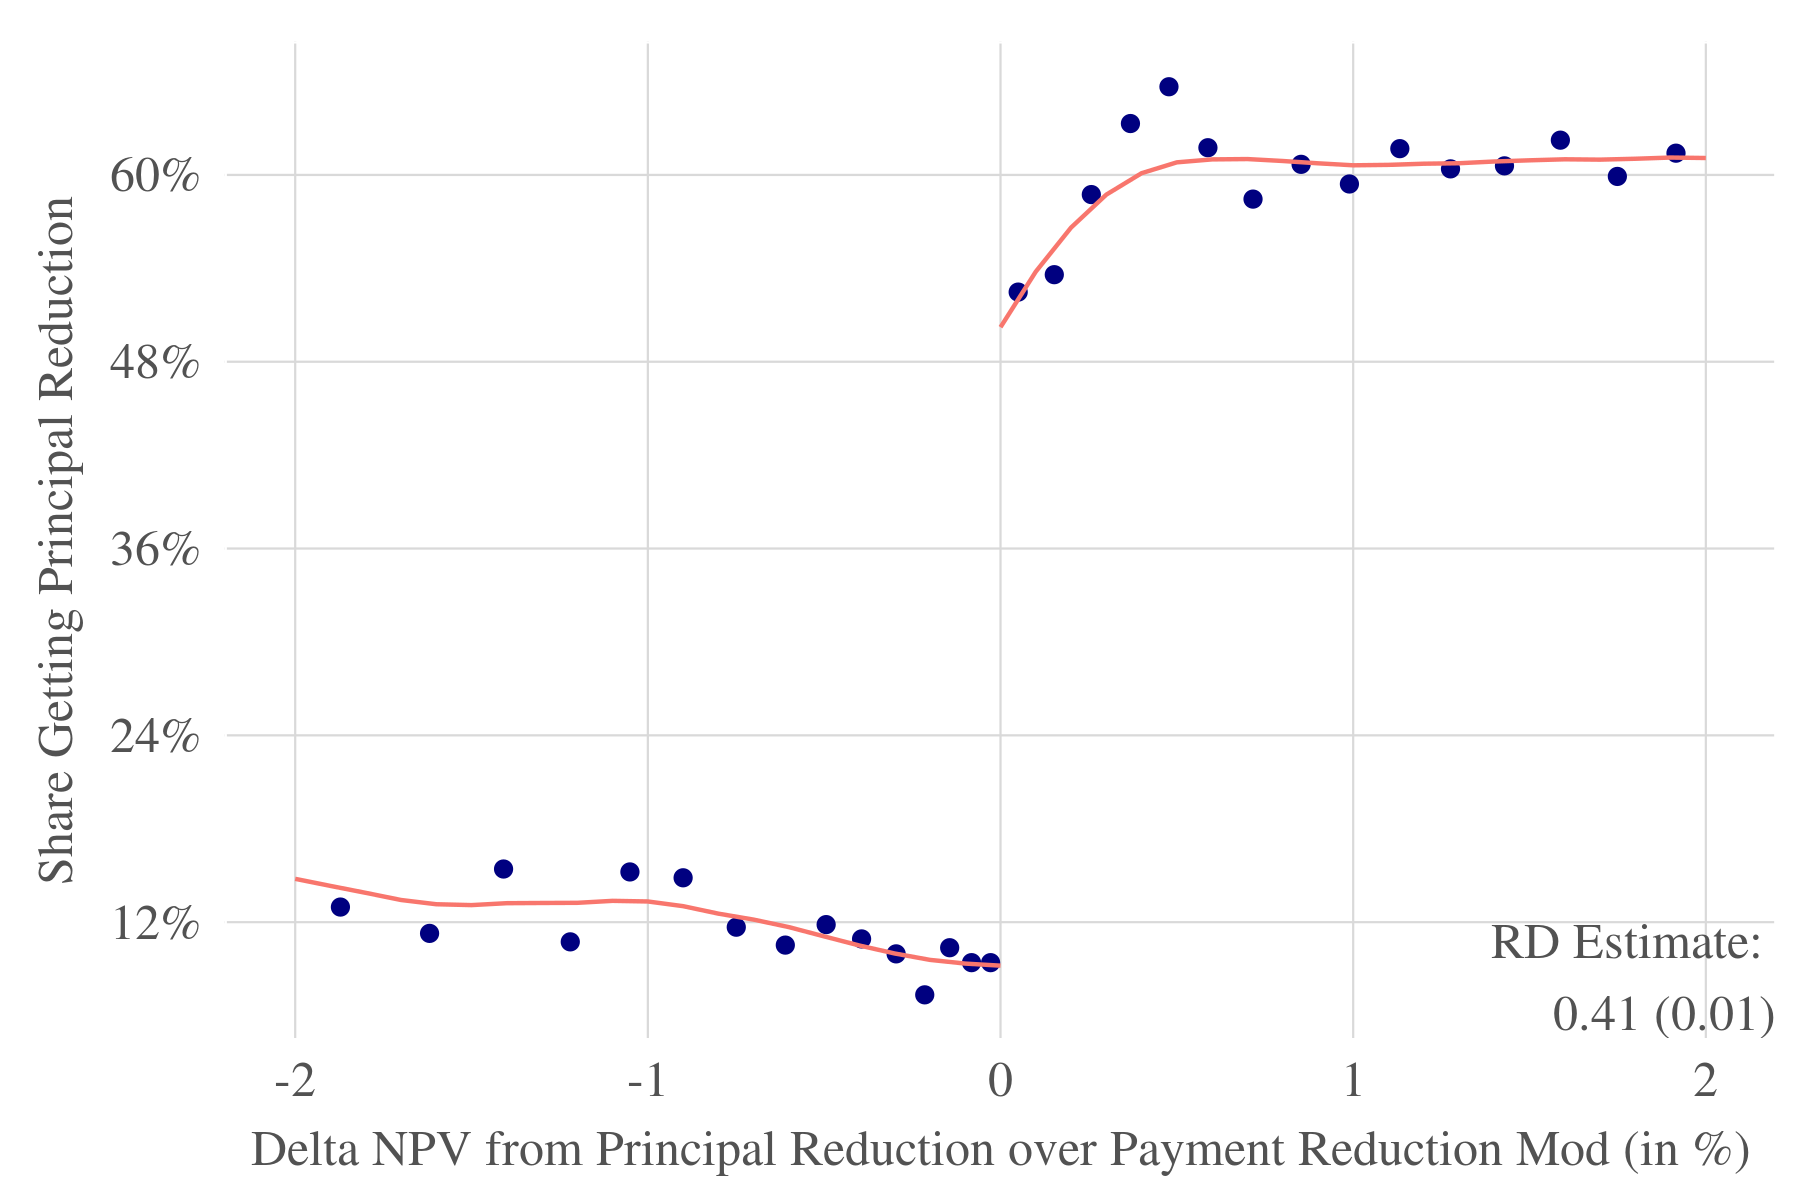 Share Getting Principal Reduction
60%
48%
36%
24%
12%
RD Estimate:
0.41 (0.01)
-2 -1 0 1 2
Delta NPV from Principal Reduction over Payment Reduction Mod (in %)